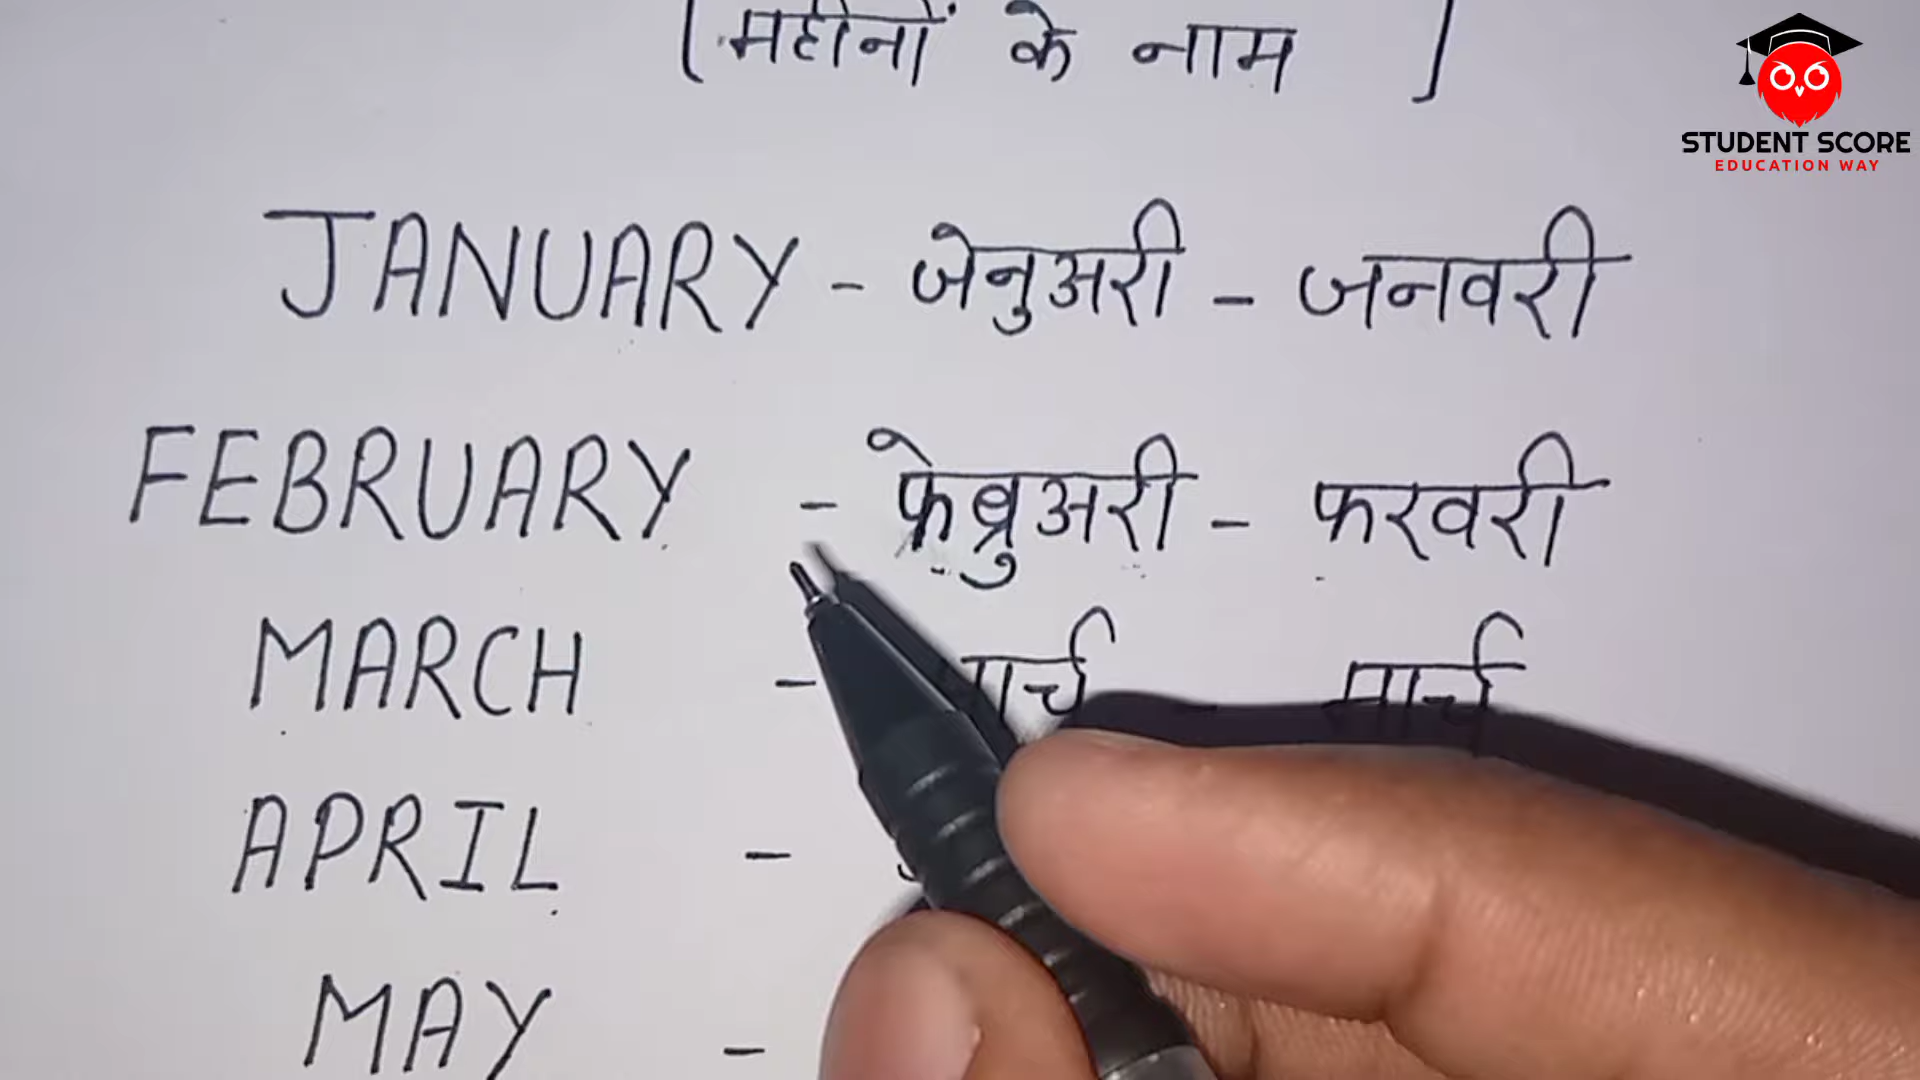 [महीनों के नाम ]
STUDENT SCORE
EDUCATION WAY
JANUARY - जेनुअरी - जनवरी
FEBRUARY - फेब्रुअरी - फरवरी
MARCH - मार्च मार्च
APRIL -
MAY -